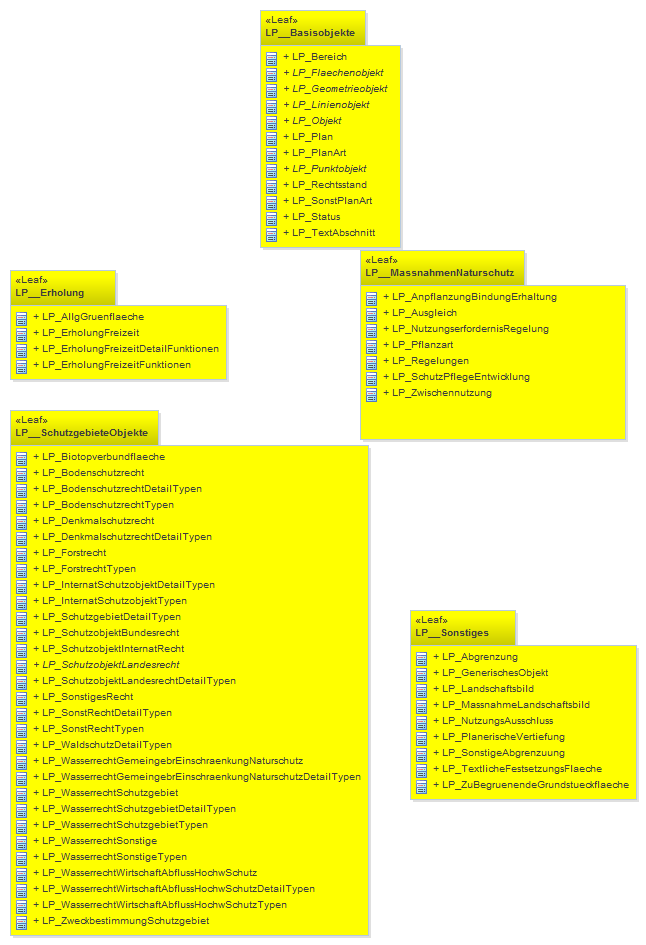 «Leaf»
LP__Basisobjekte
+ LP_Bereich
+ LP_Flaechenobjekt
+ LP_Geometrieobjekt
+ LP_Linienobjekt
+ LP_Objekt
+ LP_Plan
+ LP_PlanArt
+ LP_Punktobjekt
+ LP_Rechtsstand
+ LP_SonstPlanArt
+ LP_Status
+ LP_TextAbschnitt
«Leaf»
LP__MassnahmenNaturschutz
+ LP_AnpflanzungBindungErhaltung
+ LP_Ausgleich
+ LP_NutzungserfordernisRegelung
+ LP_Pflanzart
+ LP_Regelungen
+ LP_SchutzPflegeEntwicklung
+ LP_Zwischennutzung
«Leaf»
LP__Erholung
+ LP_AllgGruenflaeche
+ LP_ErholungFreizeit
+ LP_ErholungFreizeitDetailFunktionen
+ LP_ErholungFreizeitFunktionen
«Leaf»
LP__SchutzgebieteObjekte
+ LP_Biotopverbundflaeche
+ LP_Bodenschutzrecht
+ LP_BodenschutzrechtDetailTypen
+ LP_BodenschutzrechtTypen
+ LP_Denkmalschutzrecht
+ LP_DenkmalschutzrechtDetailTypen
+ LP_Forstrecht
+ LP_ForstrechtTypen
+ LP_InternatSchutzobjektDetailTypen
+ LP_InternatSchutzobjektTypen
+ LP_SchutzgebietDetailTypen
+ LP_SchutzobjektBundesrecht
+ LP_SchutzobjektInternatRecht
+ LP_SchutzobjektLandesrecht
+ LP_SchutzobjektLandesrechtDetailTypen
+ LP_SonstigesRecht
+ LP_SonstRechtDetailTypen
+ LP_SonstRechtTypen
+ LP_WaldschutzDetailTypen
+ LP_WasserrechtGemeingebrEinschraenkungNaturschutz
+ LP_WasserrechtGemeingebrEinschraenkungNaturschutzDetailTypen
+ LP_WasserrechtSchutzgebiet
+ LP_WasserrechtSchutzgebietDetailTypen
+ LP_WasserrechtSchutzgebietTypen
+ LP_WasserrechtSonstige
+ LP_WasserrechtSonstigeTypen
+ LP_WasserrechtWirtschaftAbflussHochwSchutz
+ LP_WasserrechtWirtschaftAbflussHochwSchutzDetailTypen
+ LP_WasserrechtWirtschaftAbflussHochwSchutzTypen
+ LP_ZweckbestimmungSchutzgebiet
«Leaf»
LP__Sonstiges
+ LP_Abgrenzung
+ LP_GenerischesObjekt
+ LP_Landschaftsbild
+ LP_MassnahmeLandschaftsbild
+ LP_NutzungsAusschluss
+ LP_PlanerischeVertiefung
+ LP_SonstigeAbgrenzuung
+ LP_TextlicheFestsetzungsFlaeche
+ LP_ZuBegruenendeGrundstueckflaeche